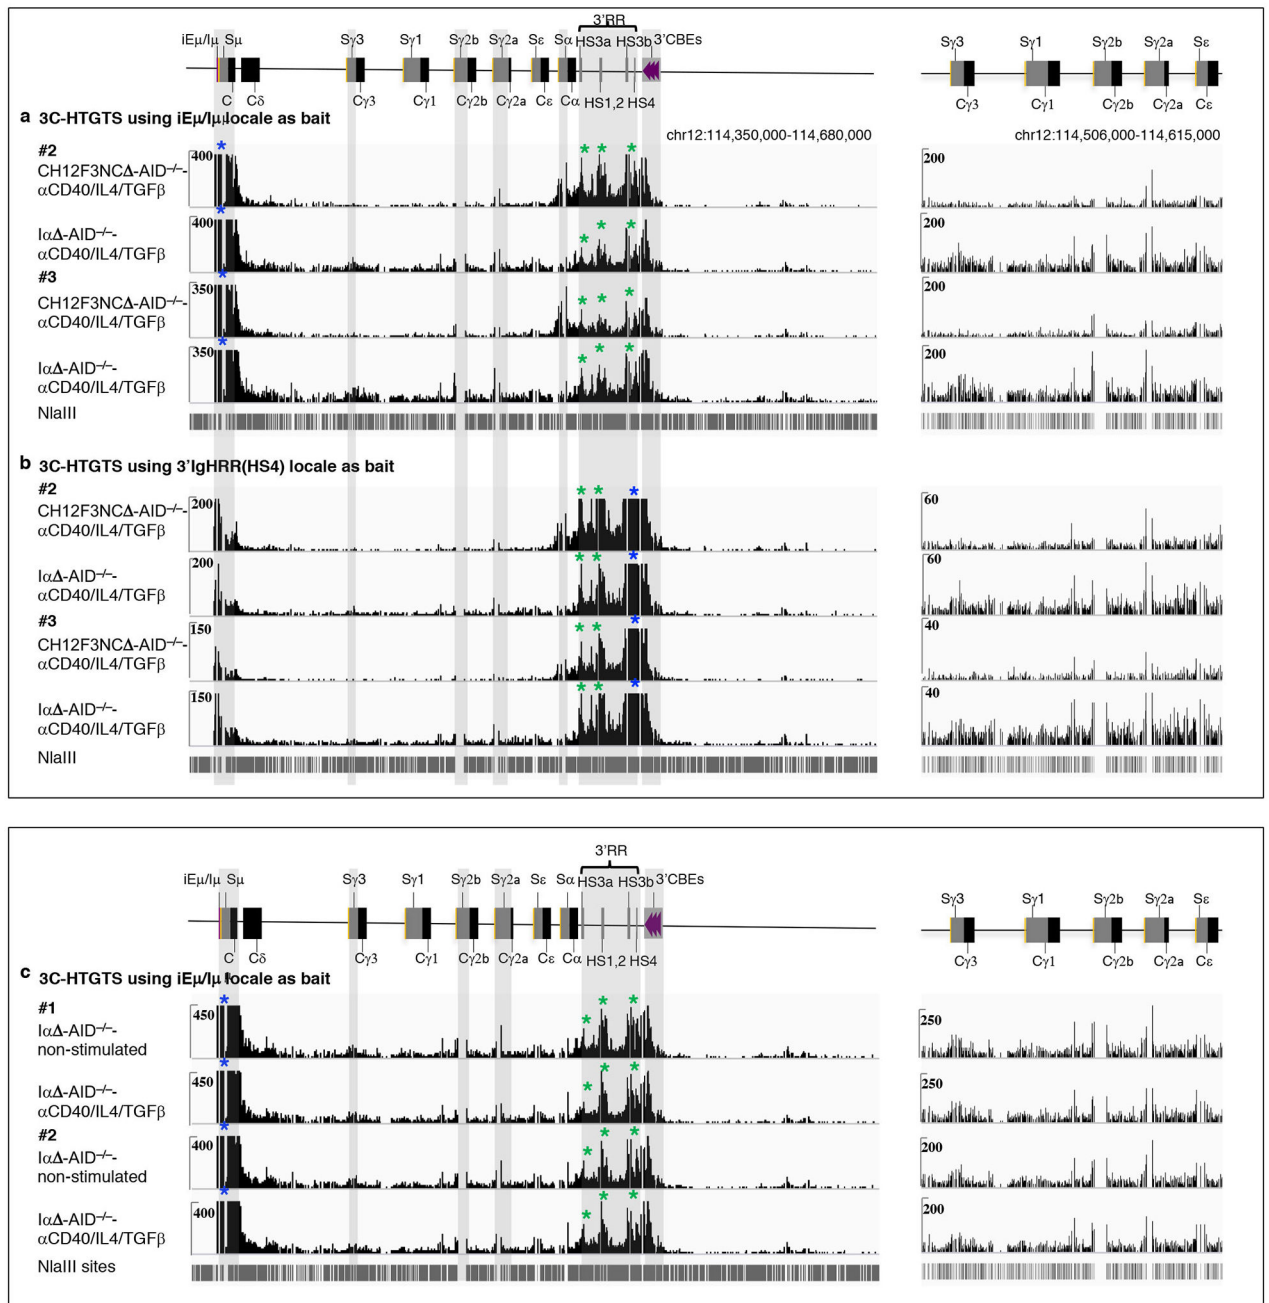 3'RR
iEμ/Iμ Sμ Sγ3 Sγ1 Sγ2b Sγ2a Sε Sα HS3a HS3b 3'CBEs
Sγ3 Sγ1 Sγ2b Sγ2a Sε
C Cδ Cγ3 Cγ1 Cγ2b Cγ2a Cε Cα HS1,2 HS4
Cγ3 Cγ1 Cγ2b Cγ2a Cε
a 3C-HTGTS using iEμ/Iμ locale as bait
chr12:114,350,000-114,680,000
chr12:114,506,000-114,615,000
#2
CH12F3NCΔ-AID–/–-
αCD40/IL4/TGFβ
400
200
IαΔ-AID–/–-
αCD40/IL4/TGFβ
400
200
#3
CH12F3NCΔ-AID–/–-
αCD40/IL4/TGFβ
350
200
IαΔ-AID–/–-
αCD40/IL4/TGFβ
350
200
NlaIII
b 3C-HTGTS using 3'IgHRR(HS4) locale as bait
#2
CH12F3NCΔ-AID–/–-
αCD40/IL4/TGFβ
200
60
IαΔ-AID–/–-
αCD40/IL4/TGFβ
200
60
#3
CH12F3NCΔ-AID–/–-
αCD40/IL4/TGFβ
150
40
IαΔ-AID–/–-
αCD40/IL4/TGFβ
150
40
NlaIII
3'RR
iEμ/Iμ Sμ Sγ3 Sγ1 Sγ2b Sγ2a Sε Sα HS3a HS3b 3'CBEs
Sγ3 Sγ1 Sγ2b Sγ2a Sε
C Cδ Cγ3 Cγ1 Cγ2b Cγ2a Cε Cα HS1,2 HS4
Cγ3 Cγ1 Cγ2b Cγ2a Cε
c 3C-HTGTS using iEμ/Iμ locale as bait
#1
IαΔ-AID–/–-
non-stimulated
450
250
IαΔ-AID–/–-
αCD40/IL4/TGFβ
450
250
#2
IαΔ-AID–/–-
non-stimulated
400
200
IαΔ-AID–/–-
αCD40/IL4/TGFβ
400
200
NlaIII sites